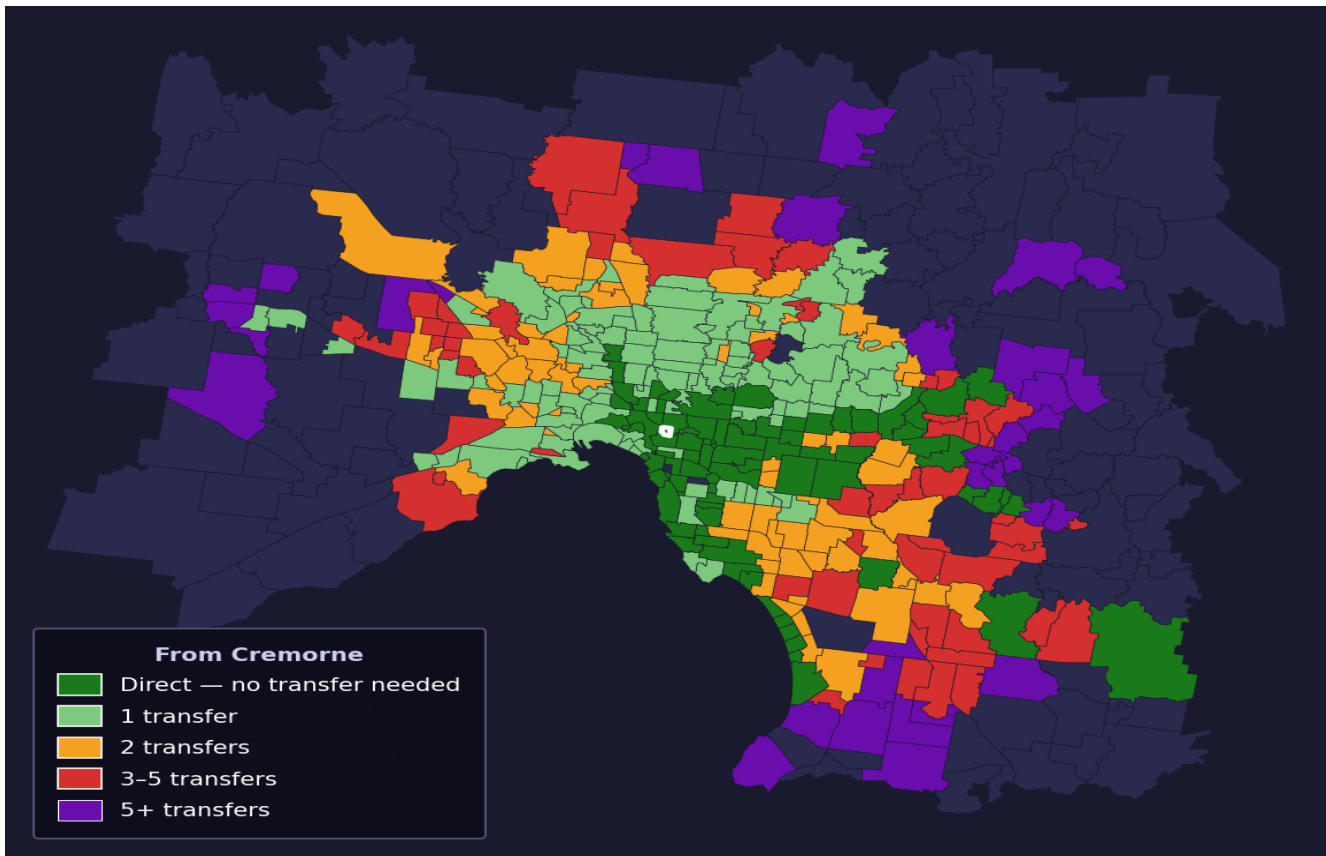 From Cremorne
Direct — no transfer needed
1 transfer
2 transfers
3–5 transfers
5+ transfers